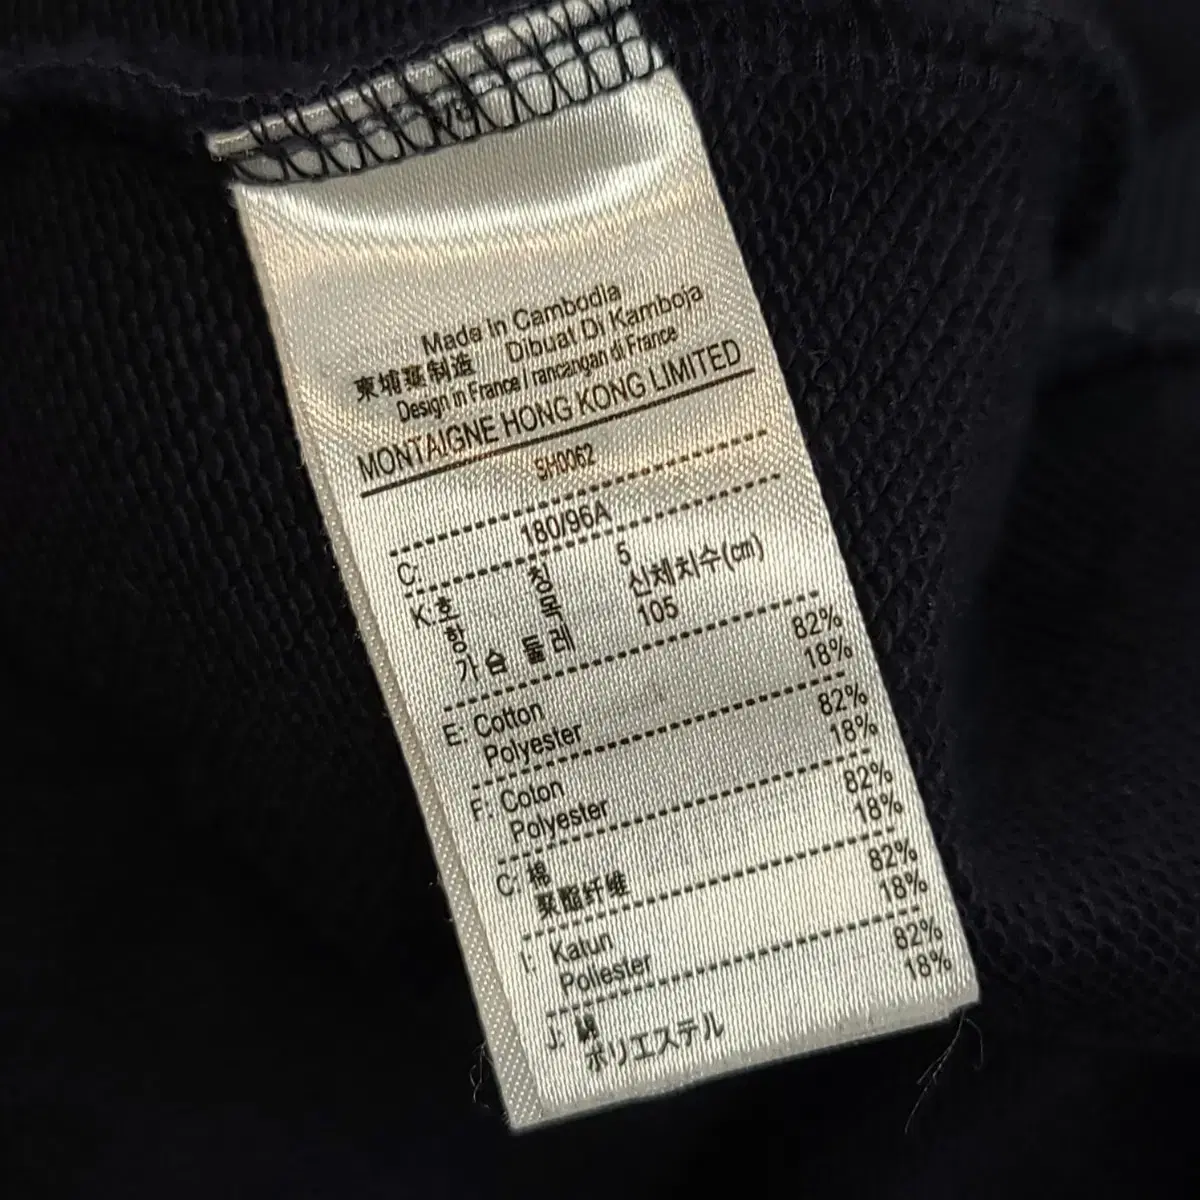 Made in Cambodia
柬埔寨制造 Dibuat Di Kamboja
Design in France / rancangan di France
MONTAIGNE HONG KONG LIMITED
SH0062
C: 180/96A
K: 호칭 5
항목 신체치수(㎝)
가슴둘레 105
E: Cotton 82%
Polyester 18%
F: Coton 82%
Polyester 18%
C: 棉 82%
聚酯纤维 18%
I: Katun 82%
Poliester 18%
J: 綿 82%
ポリエステル 18%